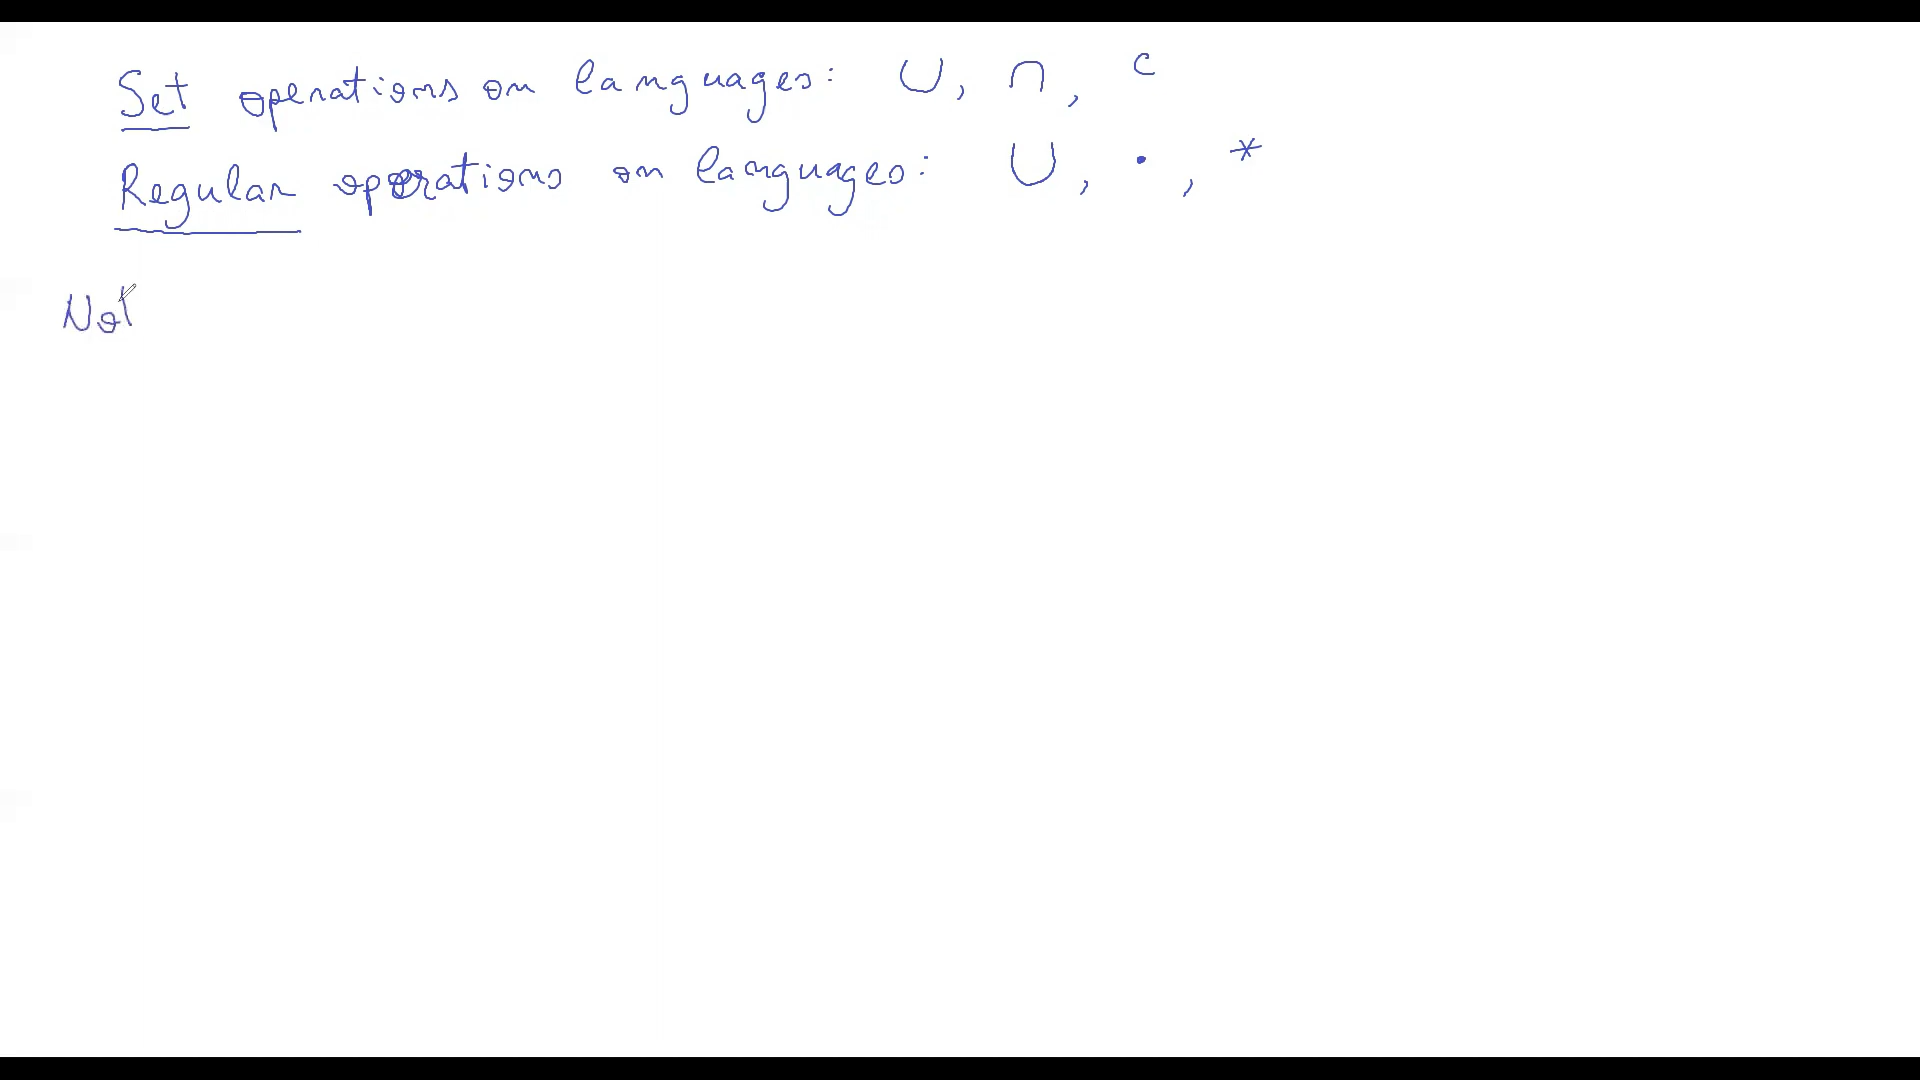 Set operations on languages: ∪, ∩, c
Regular operations on languages: ∪, ·, *
Not